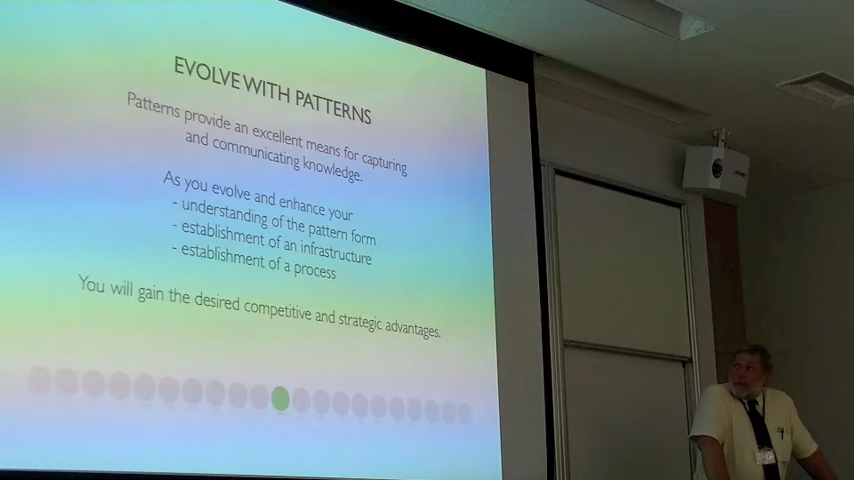 EVOLVE WITH PATTERNS
Patterns provide an excellent means for capturing
and communicating knowledge.
As you evolve and enhance your
- understanding of the pattern form
- establishment of an infrastructure
- establishment of a process
You will gain the desired competitive and strategic advantages.